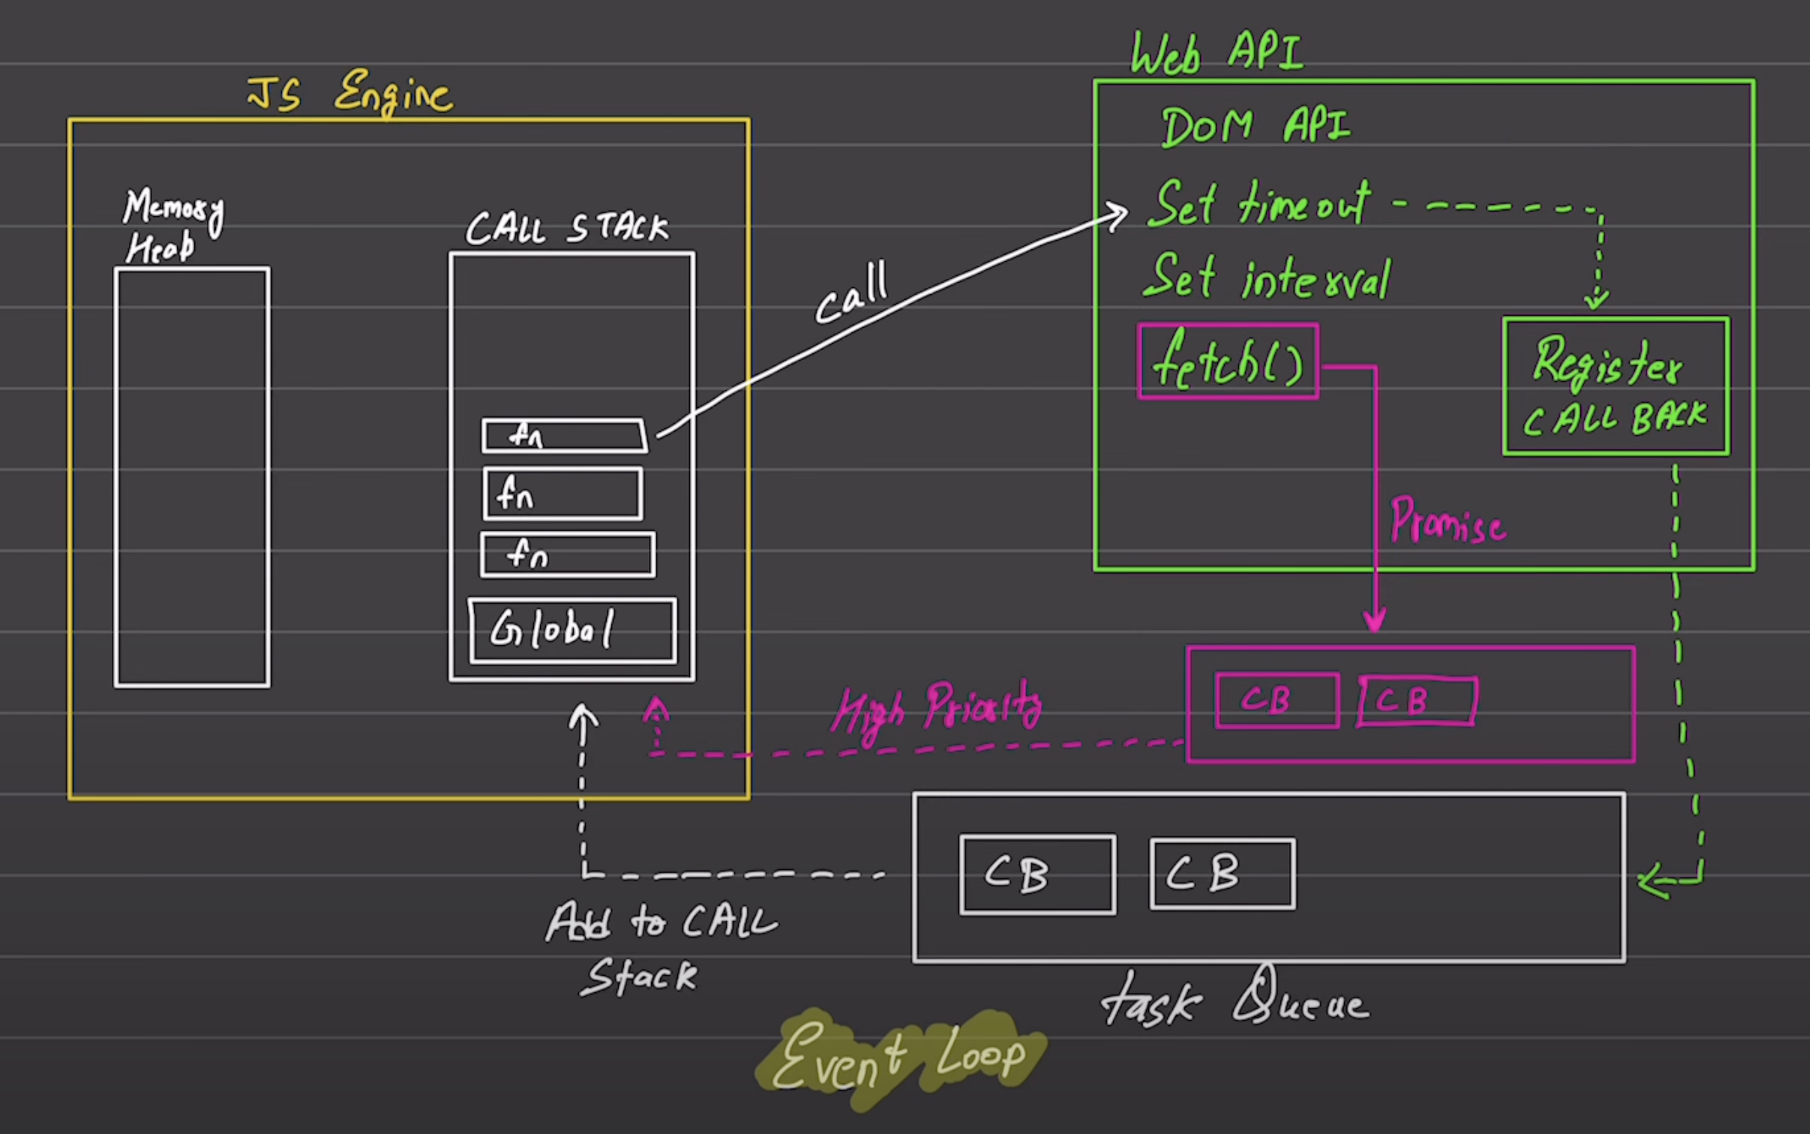 Web API
JS Engine
DOM API
Memory
Heap
CALL STACK
Set timeout
call
Set interval
fetch()
Register
CALL BACK
fn
fn
fn
Global
Promise
High Priority
CB CB
CB CB
Add to CALL
Stack
task Queue
Event Loop